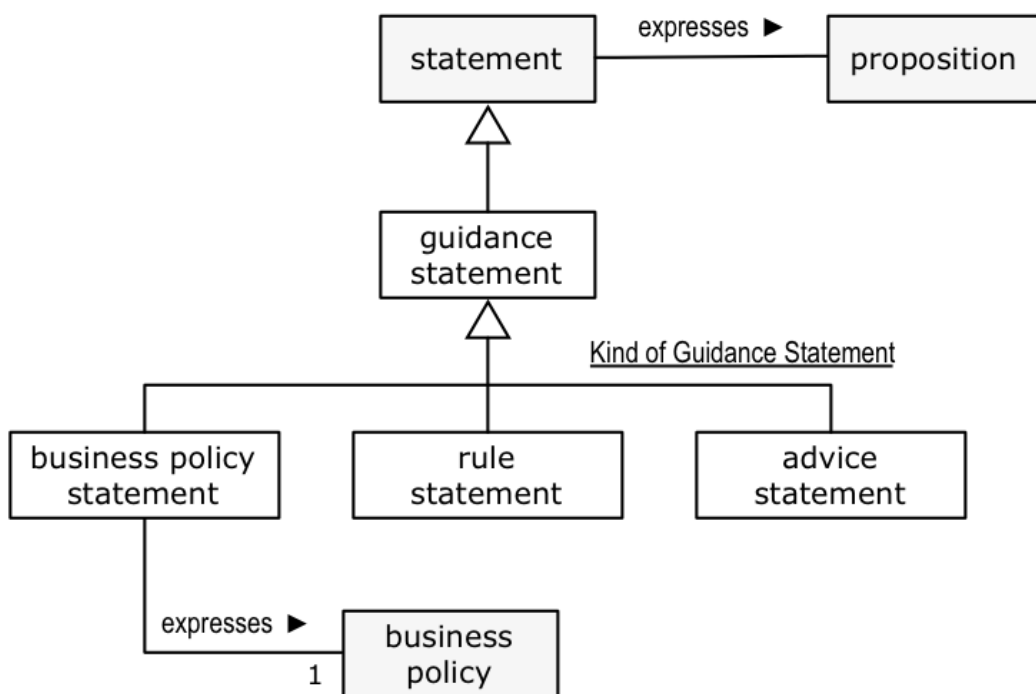 expresses ►
statement
proposition
guidance
statement
Kind of Guidance Statement
business policy
statement
rule
statement
advice
statement
expresses ►
1
business
policy